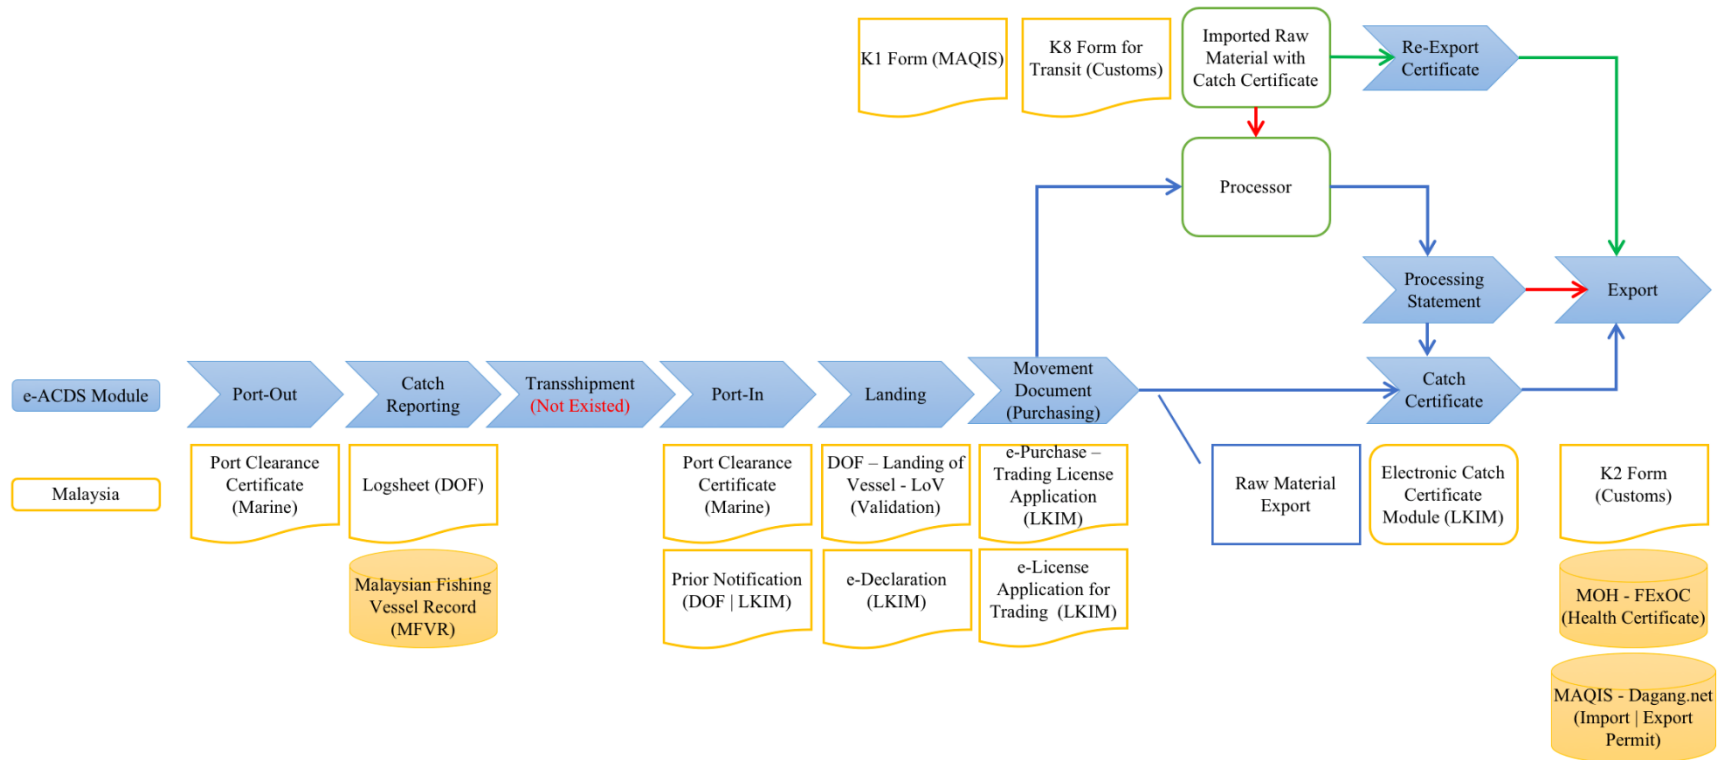 K1 Form (MAQIS)
K8 Form for
Transit (Customs)
Imported Raw
Material with
Catch Certificate
Re-Export
Certificate
Processor
Processing
Statement
Export
e-ACDS Module
Port-Out
Catch
Reporting
Transshipment
(Not Existed)
Port-In
Landing
Movement
Document
(Purchasing)
Catch
Certificate
Malaysia
Port Clearance
Certificate
(Marine)
Logsheet (DOF)
Malaysian Fishing
Vessel Record
(MFVR)
Port Clearance
Certificate
(Marine)
Prior Notification
(DOF | LKIM)
DOF – Landing of
Vessel - LoV
(Validation)
e-Declaration
(LKIM)
e-Purchase –
Trading License
Application
(LKIM)
e-License
Application for
Trading (LKIM)
Raw Material
Export
Electronic Catch
Certificate
Module (LKIM)
K2 Form
(Customs)
MOH - FExOC
(Health Certificate)
MAQIS - Dagang.net
(Import | Export
Permit)